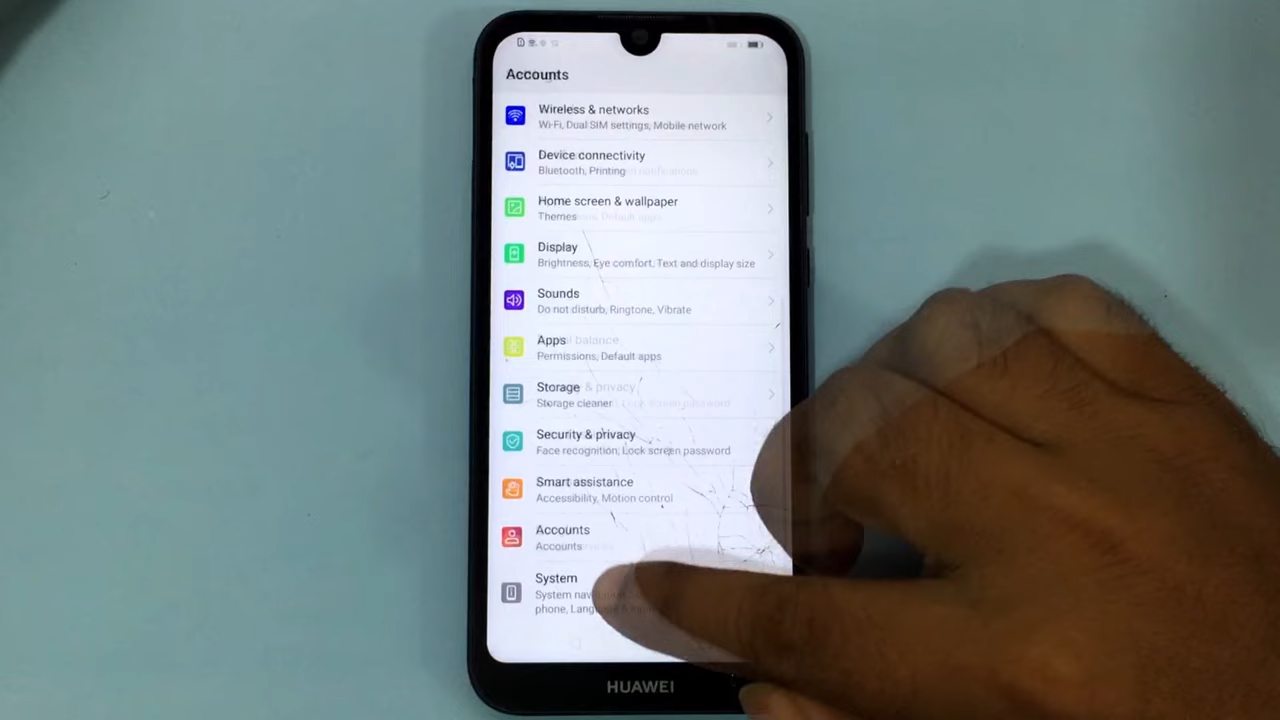 Accounts
Wireless & networks
Wi-Fi, Dual SIM settings, Mobile network
Device connectivity
Bluetooth, Printing
Home screen & wallpaper
Themes
Display
Brightness, Eye comfort, Text and display size
Sounds
Do not disturb, Ringtone, Vibrate
Apps
Permissions, Default apps
Storage
Storage cleaner
Security & privacy
Face recognition, Lock screen password
Smart assistance
Accessibility, Motion control
Accounts
Accounts
System
System
phone,
HUAWEI